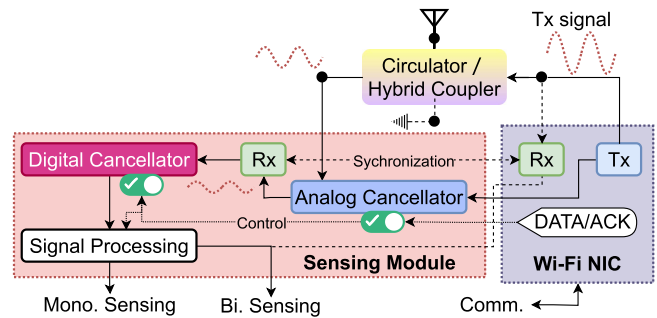 Tx signal
Circulator /
Hybrid Coupler
Digital Cancellator
Rx
Sychronization
Rx
Tx
Analog Cancellator
Control
DATA/ACK
Signal Processing
Sensing Module
Wi-Fi NIC
Mono. Sensing
Bi. Sensing
Comm.